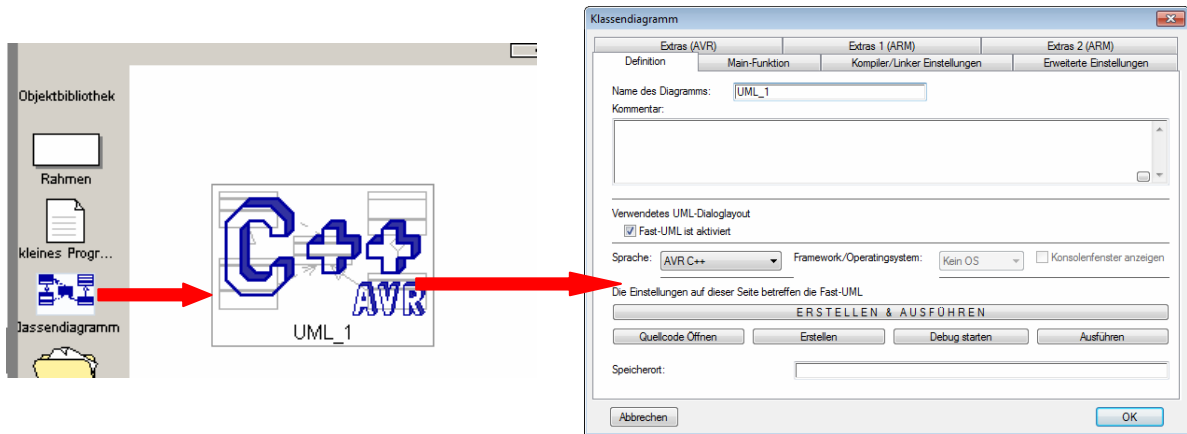 Objektbibliothek
Rahmen
kleines Progr...
lassendiagramm
C++
AVR
UML_1
Klassendiagramm
Extras (AVR) Extras 1 (ARM) Extras 2 (ARM)
Definition Main-Funktion Kompiler/Linker Einstellungen Erweiterte Einstellungen
Name des Diagramms: UML_1
Kommentar:
Verwendetes UML-Dialoglayout
Fast-UML ist aktiviert
Sprache: AVR C++ Framework/Operatingsystem: Kein OS Konsolenfenster anzeigen
Die Einstellungen auf dieser Seite betreffen die Fast-UML
ERSTELLEN & AUSFÜHREN
Quellcode Öffnen Erstellen Debug starten Ausführen
Speicherort:
Abbrechen OK